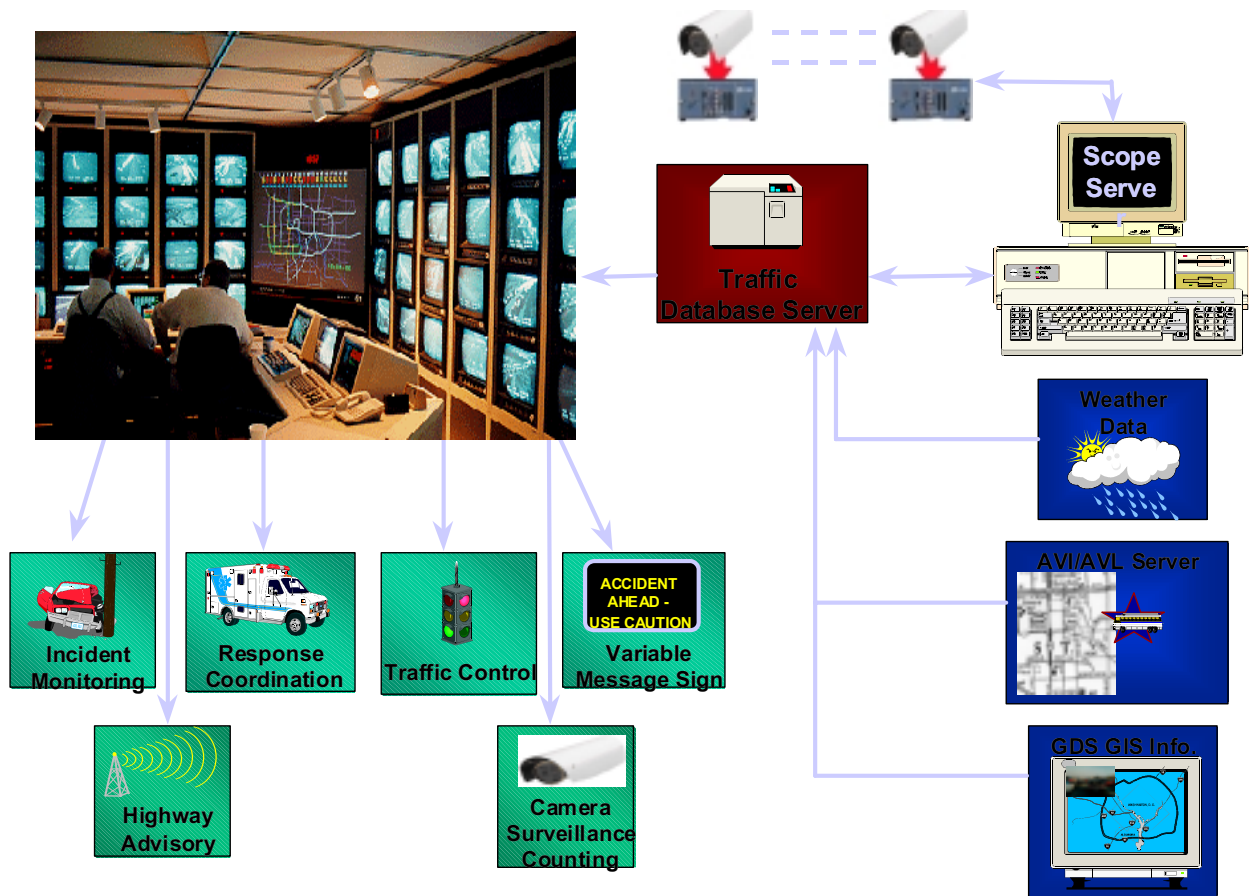 Scope
Serve
Traffic
Database Server
Weather
Data
AVI/AVL Server
GDS GIS Info.
ACCIDENT
AHEAD -
USE CAUTION
Incident
Monitoring
Response
Coordination
Traffic Control
Variable
Message Sign
Highway
Advisory
Camera
Surveillance
Counting